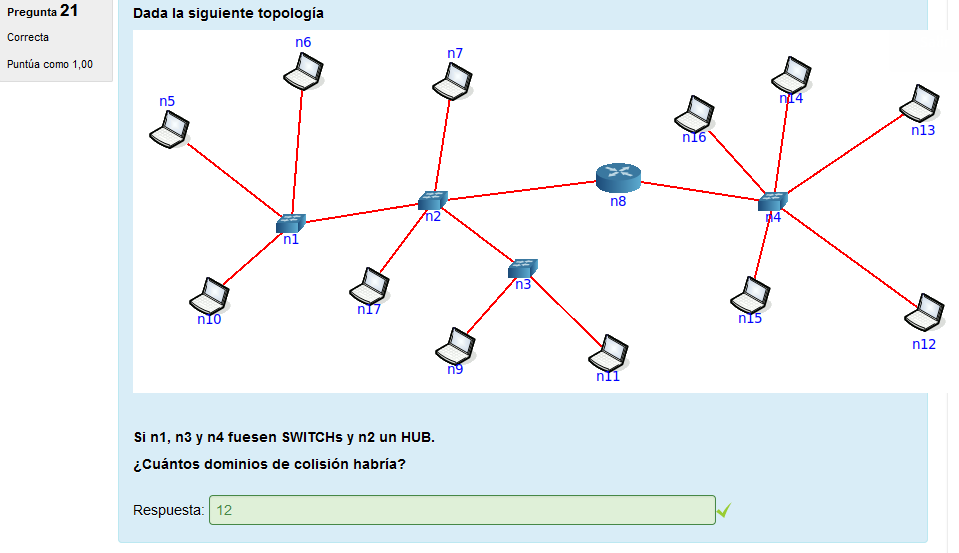 Pregunta 21
Correcta
Puntúa como 1,00
Dada la siguiente topología
n6
n7
n5
n14
n13
n16
n8
n2
n4
n1
n3
n10
n17
n15
n12
n9
n11
Si n1, n3 y n4 fuesen SWITCHs y n2 un HUB.
¿Cuántos dominios de colisión habría?
Respuesta: 12